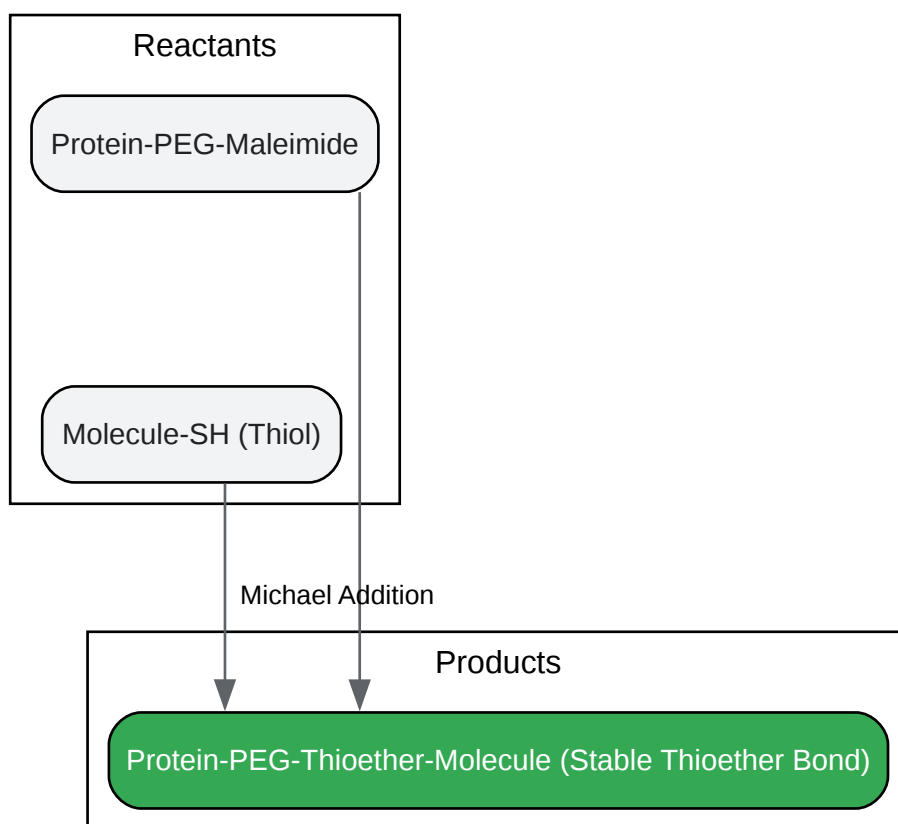 Reactants
Protein-PEG-Maleimide
Molecule-SH (Thiol)
Michael Addition
Products
Protein-PEG-Thioether-Molecule (Stable Thioether Bond)